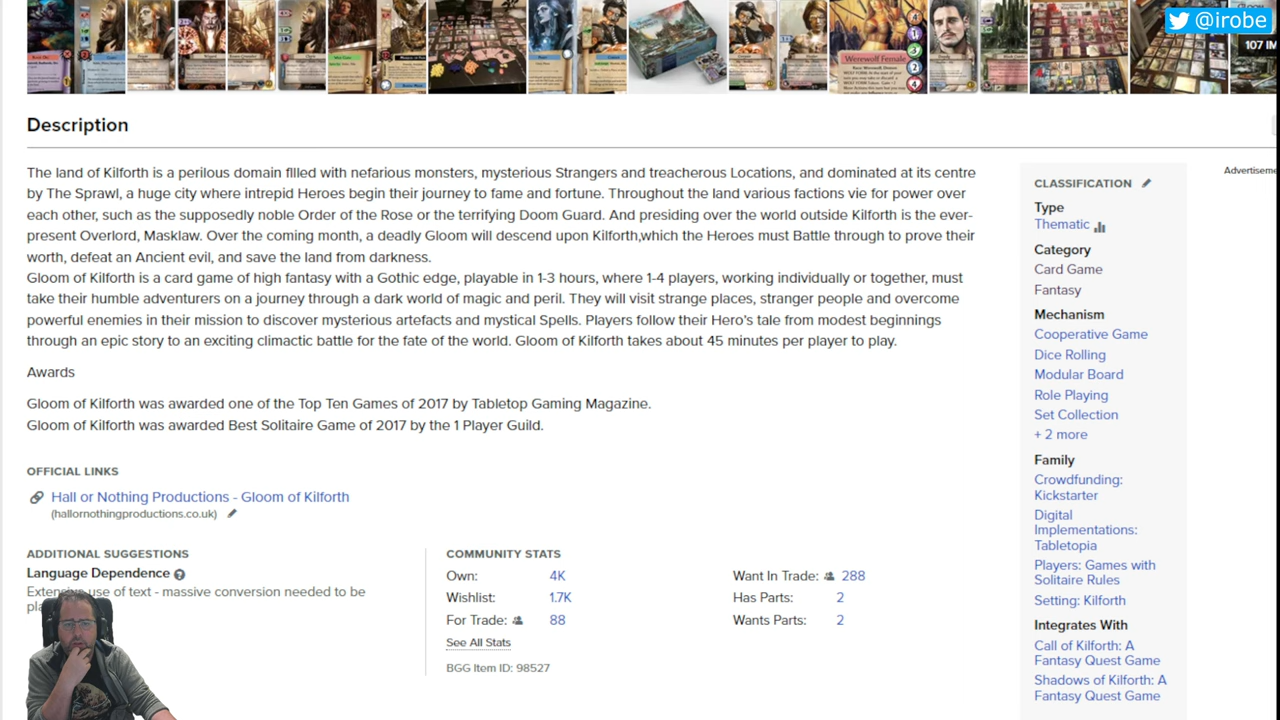 @irobe
Werewolf Female
107 IM
Description
The land of Kilforth is a perilous domain filled with nefarious monsters, mysterious Strangers and treacherous Locations, and dominated at its centre
by The Sprawl, a huge city where intrepid Heroes begin their journey to fame and fortune. Throughout the land various factions vie for power over
each other, such as the supposedly noble Order of the Rose or the terrifying Doom Guard. And presiding over the world outside Kilforth is the ever-
present Overlord, Masklaw. Over the coming month, a deadly Gloom will descend upon Kilforth,which the Heroes must Battle through to prove their
worth, defeat an Ancient evil, and save the land from darkness.
Gloom of Kilforth is a card game of high fantasy with a Gothic edge, playable in 1-3 hours, where 1-4 players, working individually or together, must
take their humble adventurers on a journey through a dark world of magic and peril. They will visit strange places, stranger people and overcome
powerful enemies in their mission to discover mysterious artefacts and mystical Spells. Players follow their Hero's tale from modest beginnings
through an epic story to an exciting climactic battle for the fate of the world. Gloom of Kilforth takes about 45 minutes per player to play.
Awards
Gloom of Kilforth was awarded one of the Top Ten Games of 2017 by Tabletop Gaming Magazine.
Gloom of Kilforth was awarded Best Solitaire Game of 2017 by the 1 Player Guild.
OFFICIAL LINKS
Hall or Nothing Productions - Gloom of Kilforth
(hallornothingproductions.co.uk)
ADDITIONAL SUGGESTIONS
Language Dependence
Extensive use of text - massive conversion needed to be
COMMUNITY STATS
Own: 4K
Wishlist: 1.7K
For Trade: 88
See All Stats
BGG Item ID: 98527
Want In Trade: 288
Has Parts: 2
Wants Parts: 2
CLASSIFICATION
Type
Thematic
Category
Card Game
Fantasy
Mechanism
Cooperative Game
Dice Rolling
Modular Board
Role Playing
Set Collection
+ 2 more
Family
Crowdfunding:
Kickstarter
Digital
Implementations:
Tabletopia
Players: Games with
Solitaire Rules
Setting: Kilforth
Integrates With
Call of Kilforth: A
Fantasy Quest Game
Shadows of Kilforth: A
Fantasy Quest Game
Advertiseme